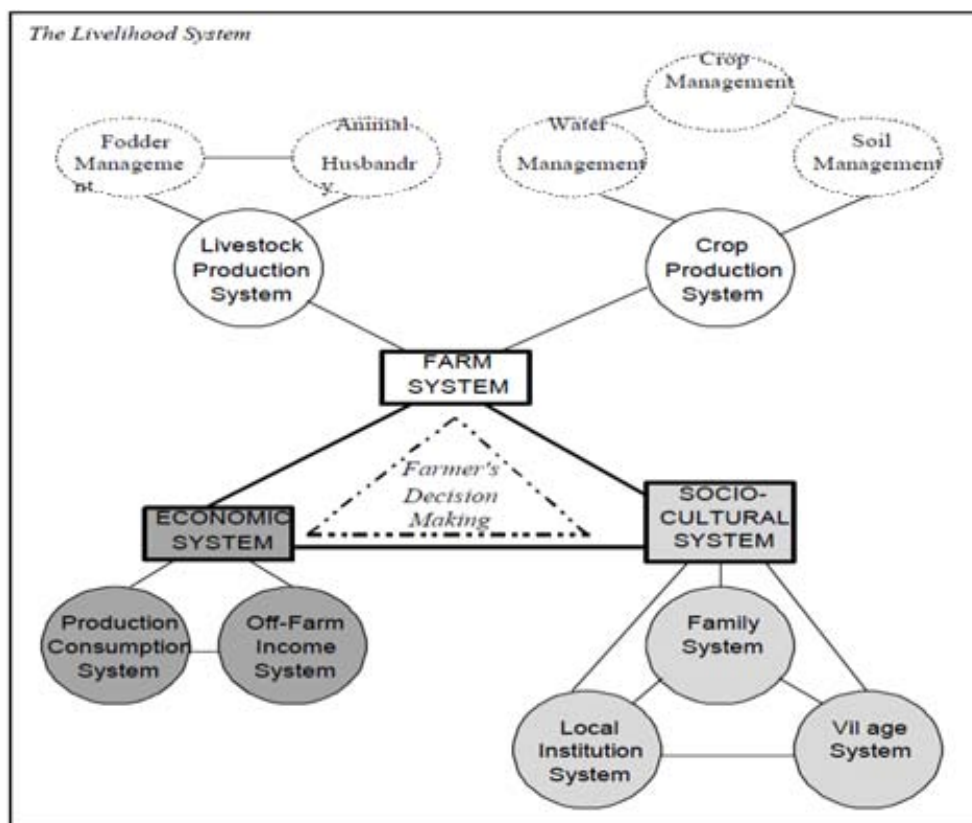 The Livelihood System
Crop
Management
Water
Management
Soil
Management
Fodder
Manageme
nt
Animal
Husbandr
y
Livestock
Production
System
Crop
Production
System
FARM
SYSTEM
Farmer's
Decision
Making
ECONOMIC
SYSTEM
SOCIO-
CULTURAL
SYSTEM
Production
Consumption
System
Off-Farm
Income
System
Family
System
Local
Institution
System
Vil age
System